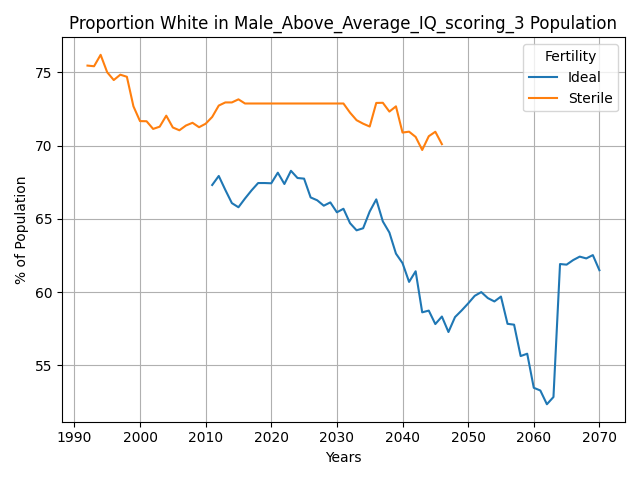 Proportion White in Male_Above_Average_IQ_scoring_3 Population
Fertility
Ideal
Sterile
% of Population
75
70
65
60
55
1990 2000 2010 2020 2030 2040 2050 2060 2070
Years